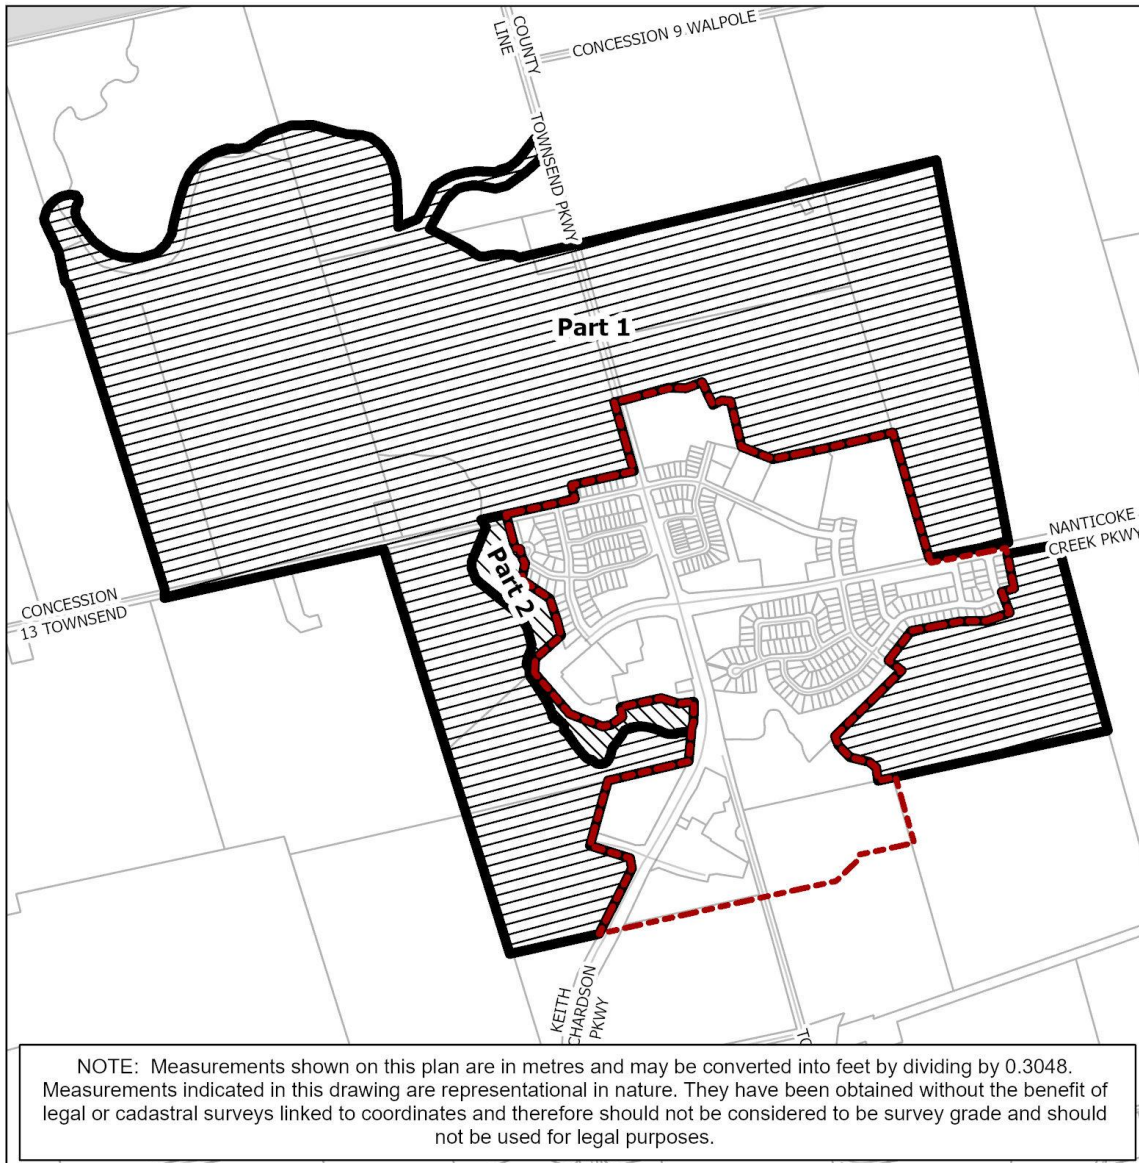 COUNTY
LINE
CONCESSION 9 WALPOLE
TOWNSEND PKWY
Part 1
NANTICOKE
CREEK PKWY
Part 2
CONCESSION
13 TOWNSEND
KEITH
CHARDSON
PKWY
TO
NOTE: Measurements shown on this plan are in metres and may be converted into feet by dividing by 0.3048.
Measurements indicated in this drawing are representational in nature. They have been obtained without the benefit of
legal or cadastral surveys linked to coordinates and therefore should not be considered to be survey grade and should
not be used for legal purposes.